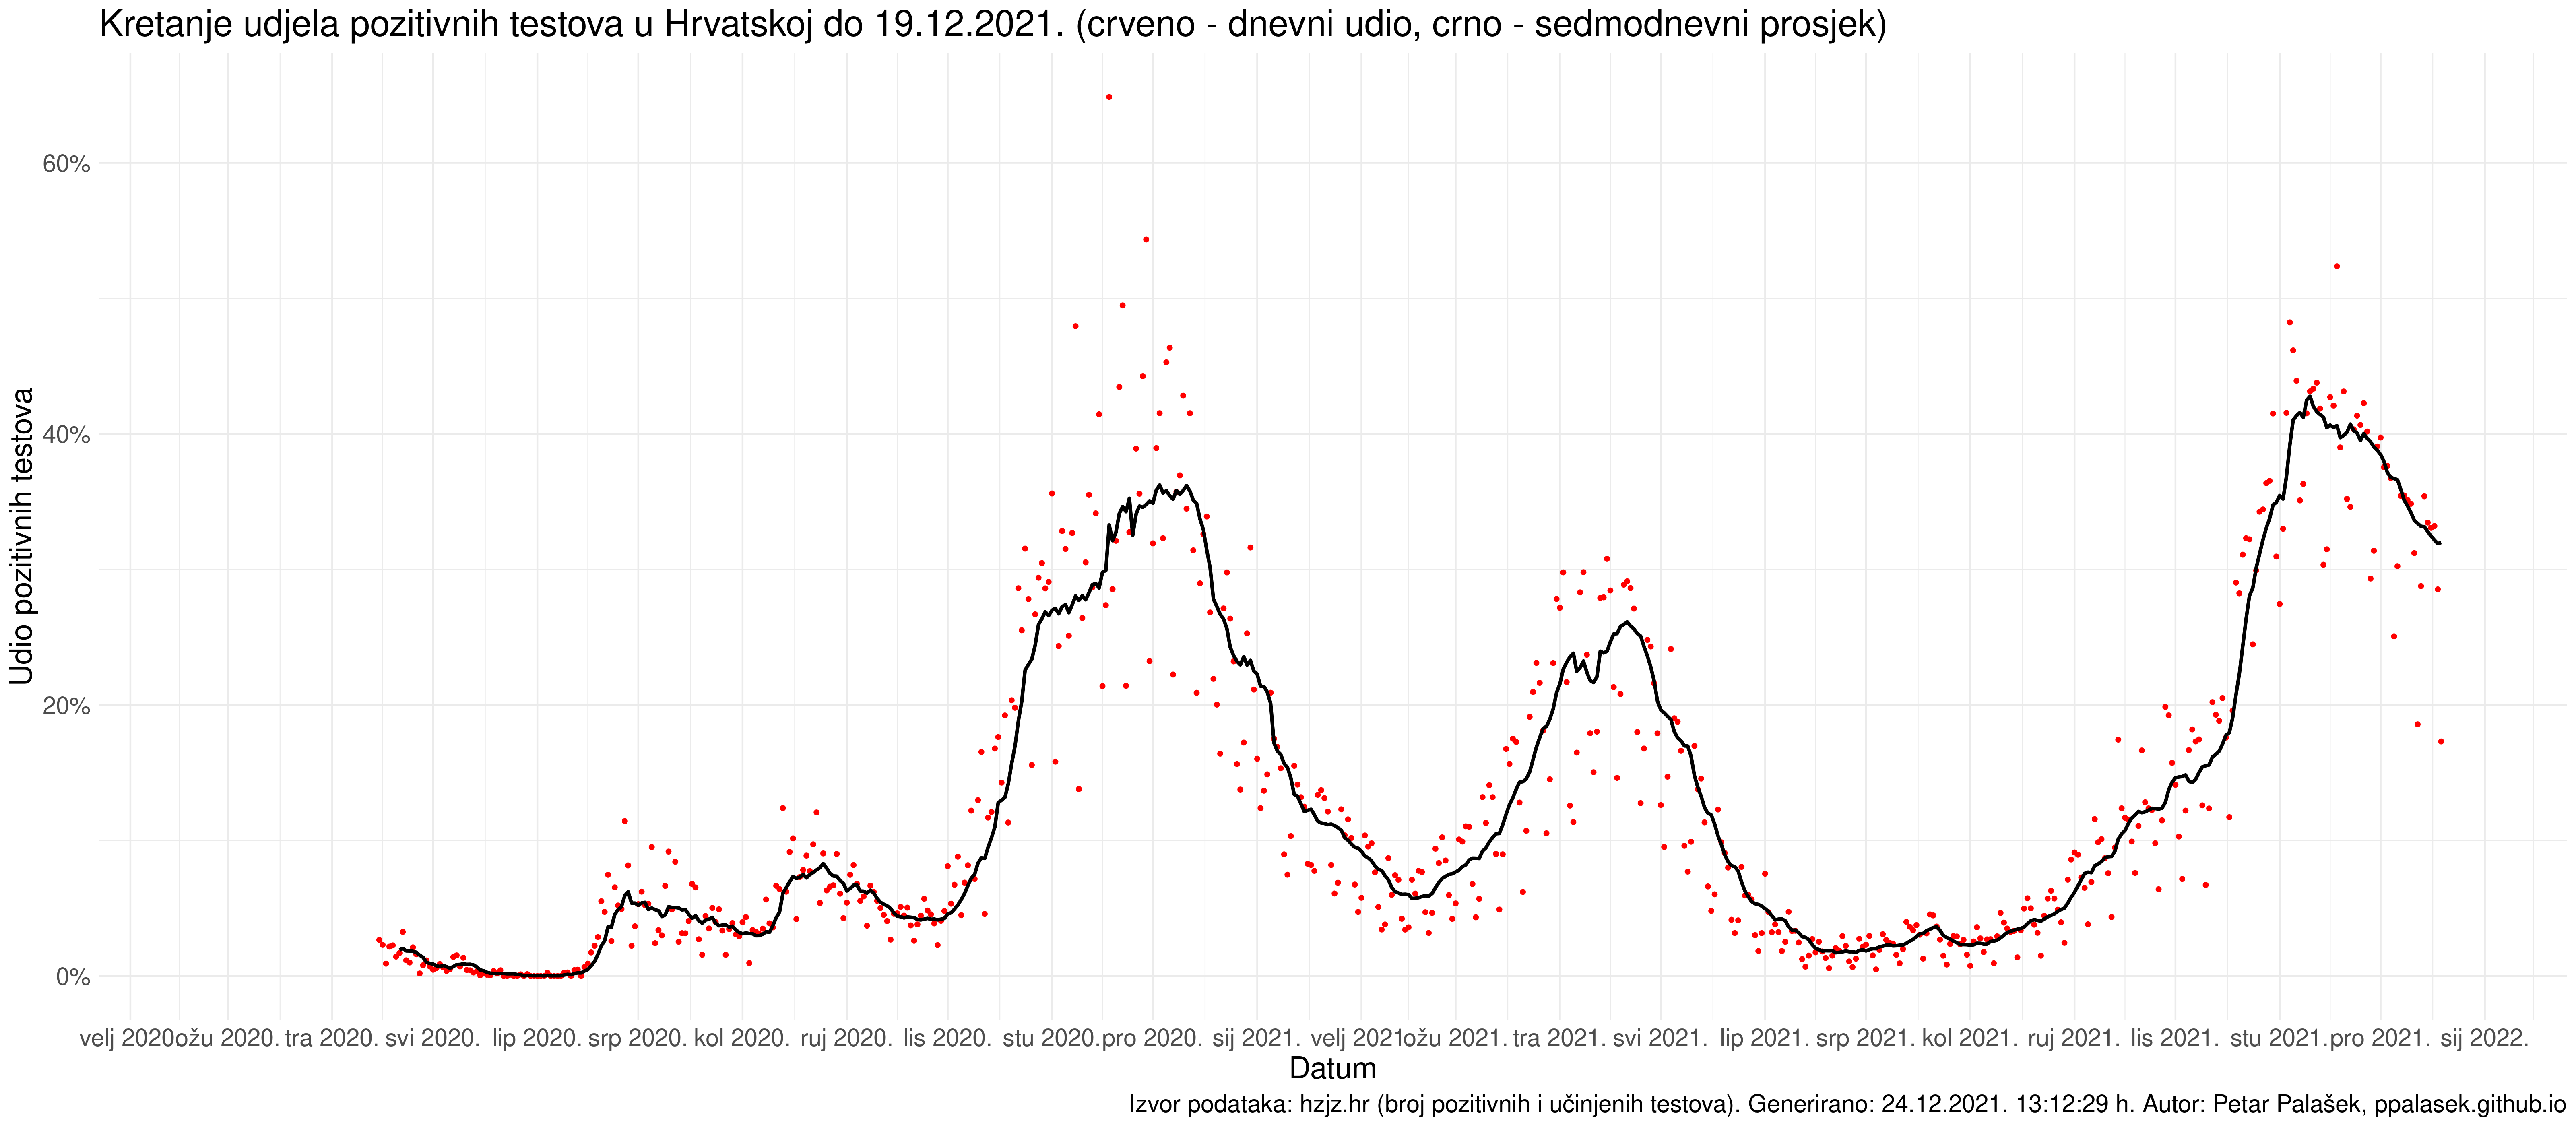 Kretanje udjela pozitivnih testova u Hrvatskoj do 19.12.2021. (crveno - dnevni udio, crno - sedmodnevni prosjek)
Udio pozitivnih testova
60%
40%
20%
0%
velj 2020. ožu 2020. tra 2020. svi 2020. lip 2020. srp 2020. kol 2020. ruj 2020. lis 2020. stu 2020. pro 2020. sij 2021. velj 2021. ožu 2021. tra 2021. svi 2021. lip 2021. srp 2021. kol 2021. ruj 2021. lis 2021. stu 2021. pro 2021. sij 2022.
Datum
Izvor podataka: hzjz.hr (broj pozitivnih i učinjenih testova). Generirano: 24.12.2021. 13:12:29 h. Autor: Petar Palašek, ppalasek.github.io